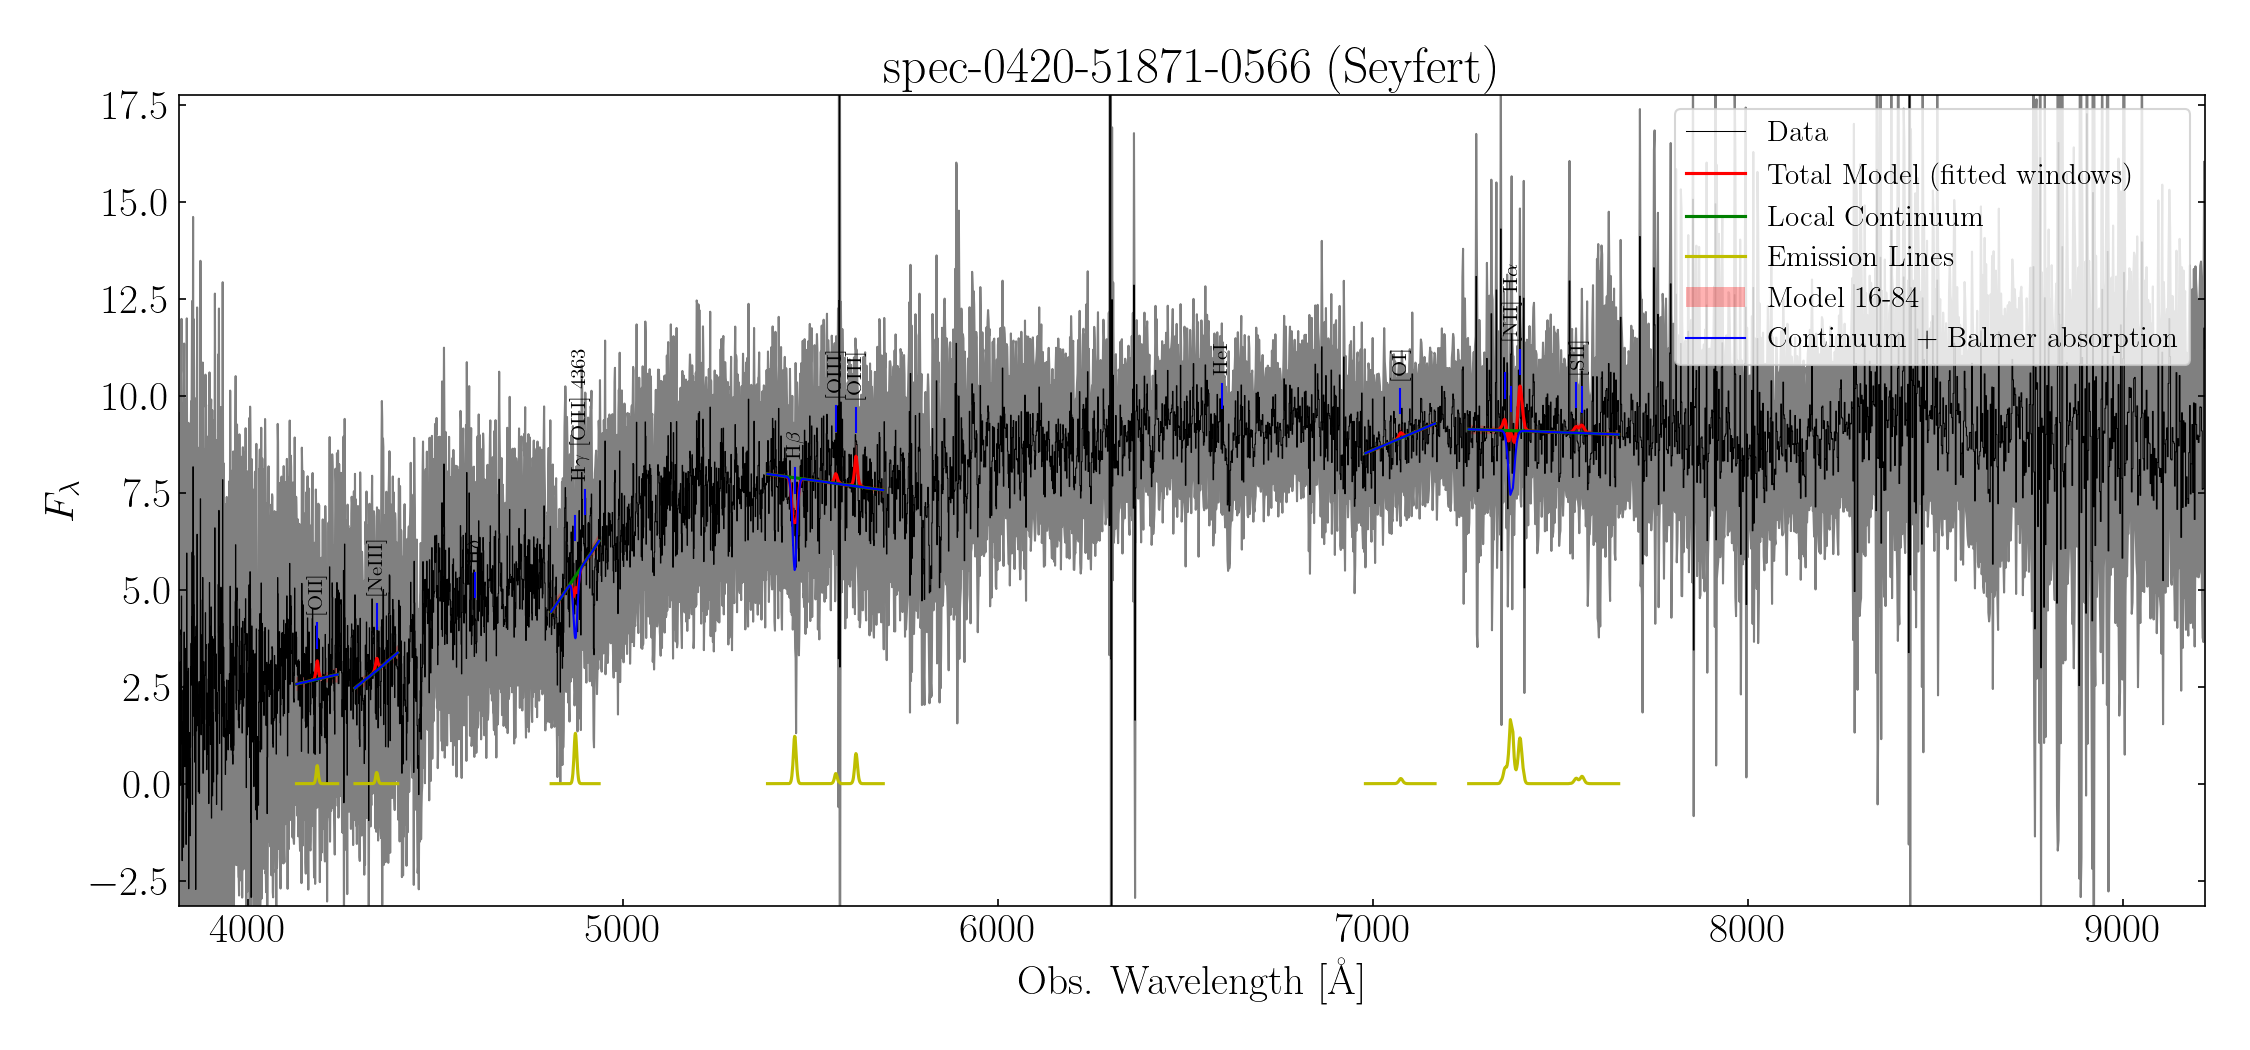 spec-0420-51871-0566 (Seyfert)
17.5
15.0
12.5
10.0
7.5
5.0
2.5
0.0
−2.5
Fλ
Data
Total Model (fitted windows)
Local Continuum
Emission Lines
Model 16-84
Continuum + Balmer absorption
[OII]
[NeIII]
Hδ
Hγ [OIII] 4363
Hβ
[OIII]
[OIII]
HeI
[OI]
[NII] Hα
[SII]
4000
5000
6000
7000
8000
9000
Obs. Wavelength [Å]